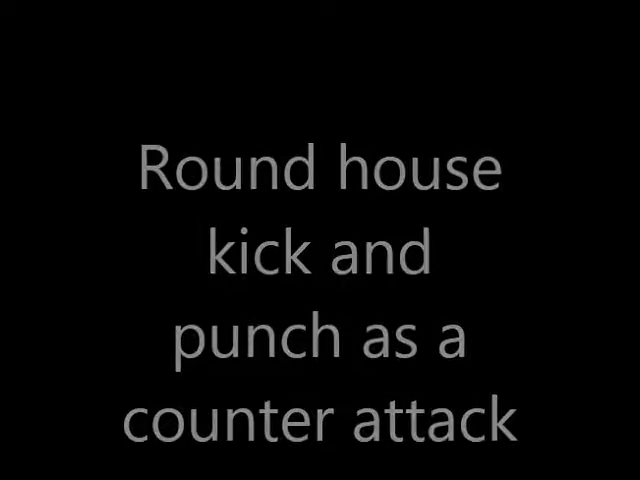 Round house
kick and
punch as a
counter attack